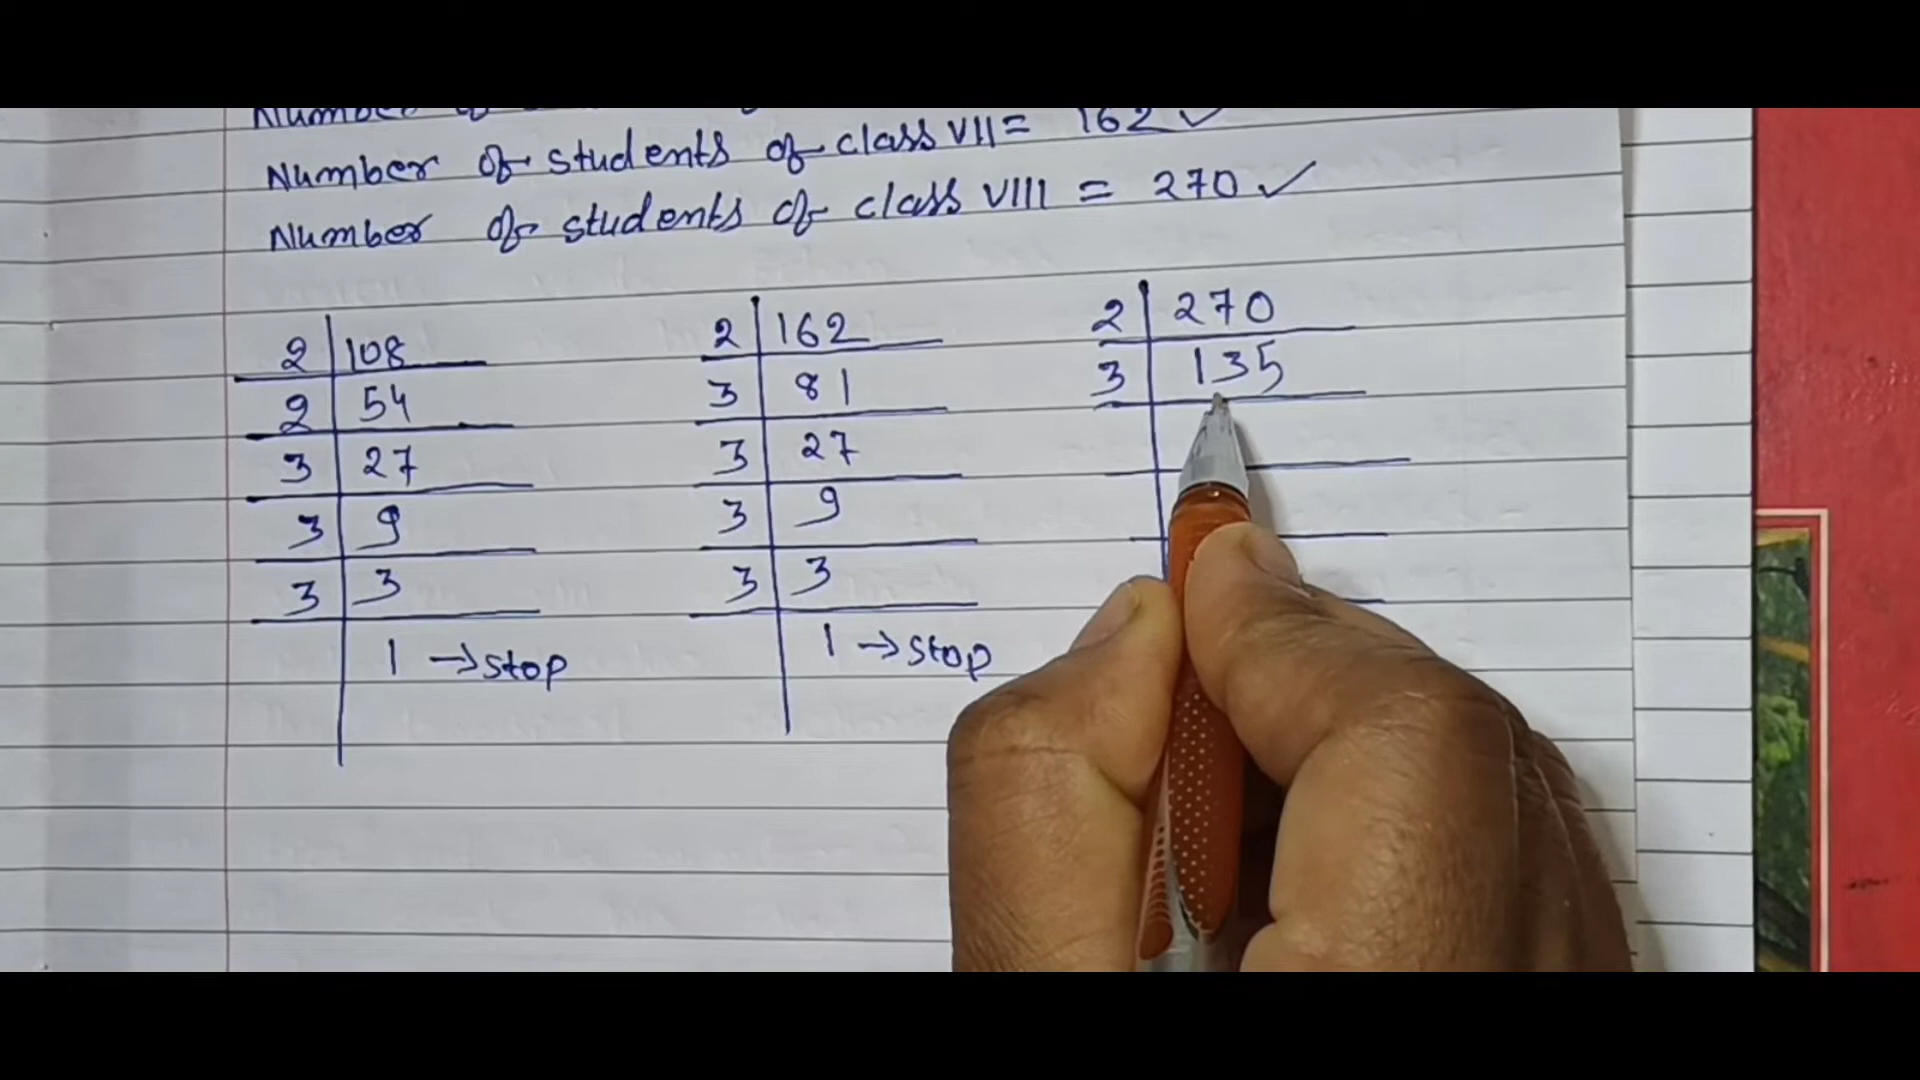 Number of
Number of students of class VII = 162 ✓
Number of students of class VIII = 270 ✓
2 | 108
2 | 54
3 | 27
3 | 9
3 | 3
1 → stop
2 | 162
3 | 81
3 | 27
3 | 9
3 | 3
1 → stop
2 | 270
3 | 135